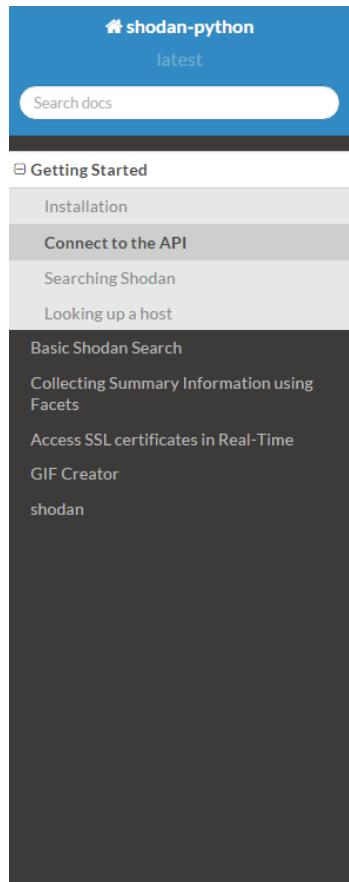 shodan-python
latest
Search docs
Getting Started
Installation
Connect to the API
Searching Shodan
Looking up a host
Basic Shodan Search
Collecting Summary Information using
Facets
Access SSL certificates in Real-Time
GIF Creator
shodan